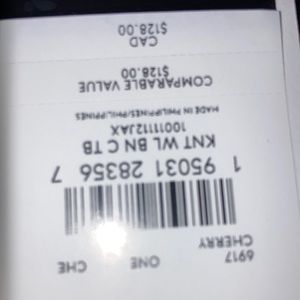 6917 ONE CHE
CHERRY
1 95031 28356 7
KNT WL BN C TB
10011112JAX
MADE IN PHILIPPINES/PHILIPPINES
COMPARABLE VALUE
$128.00
CAD
$128.00